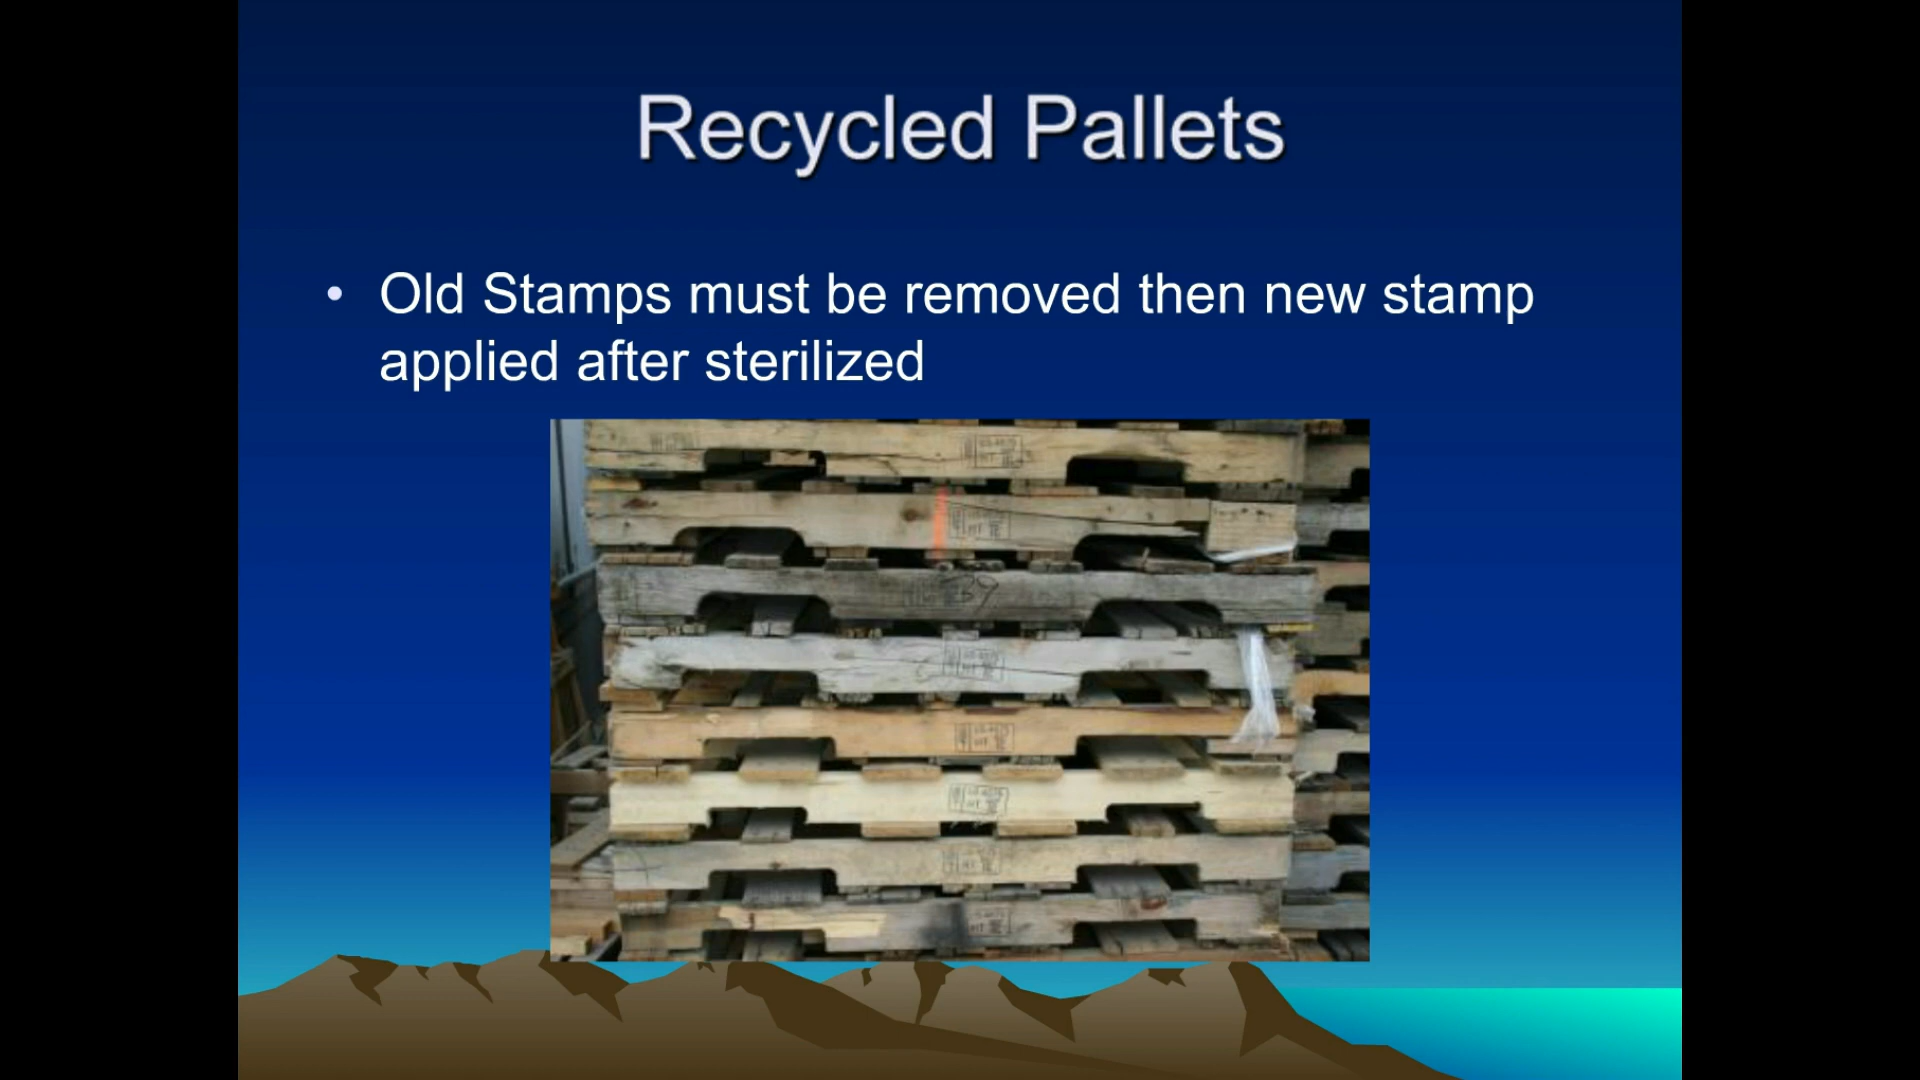 Recycled Pallets
• Old Stamps must be removed then new stamp
applied after sterilized